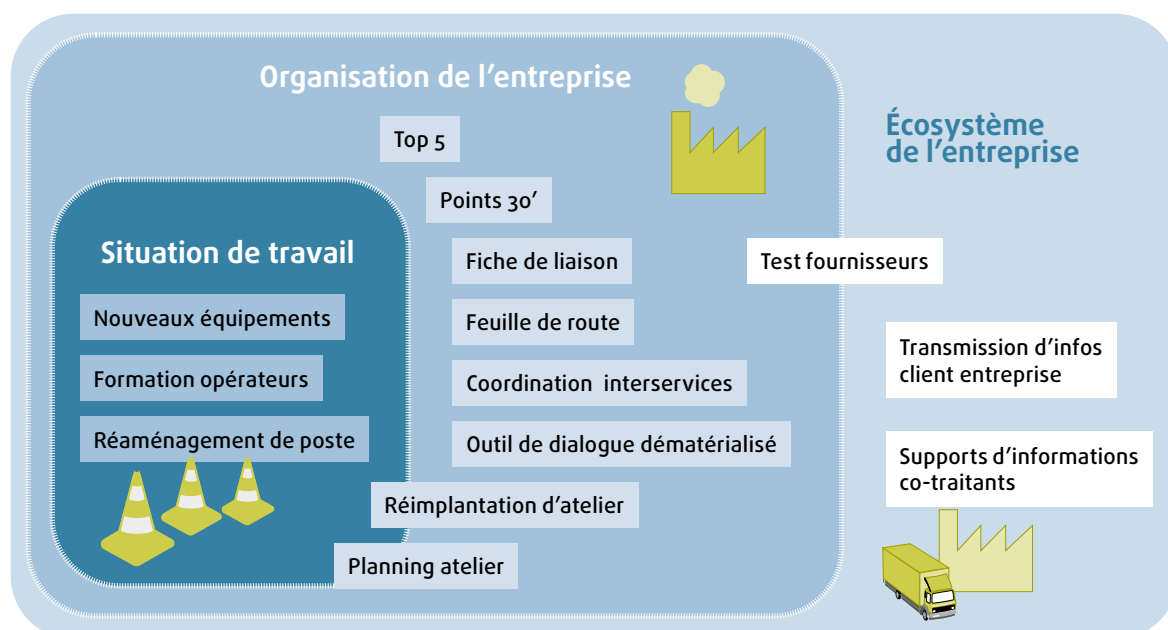 Organisation de l’entreprise
Écosystème
de l’entreprise
Top 5
Points 30’
Situation de travail
Fiche de liaison
Test fournisseurs
Nouveaux équipements
Feuille de route
Transmission d’infos
client entreprise
Formation opérateurs
Coordination  interservices
Réaménagement de poste
Outil de dialogue dématérialisé
Supports d’informations
co-traitants
Réimplantation d’atelier
Planning atelier